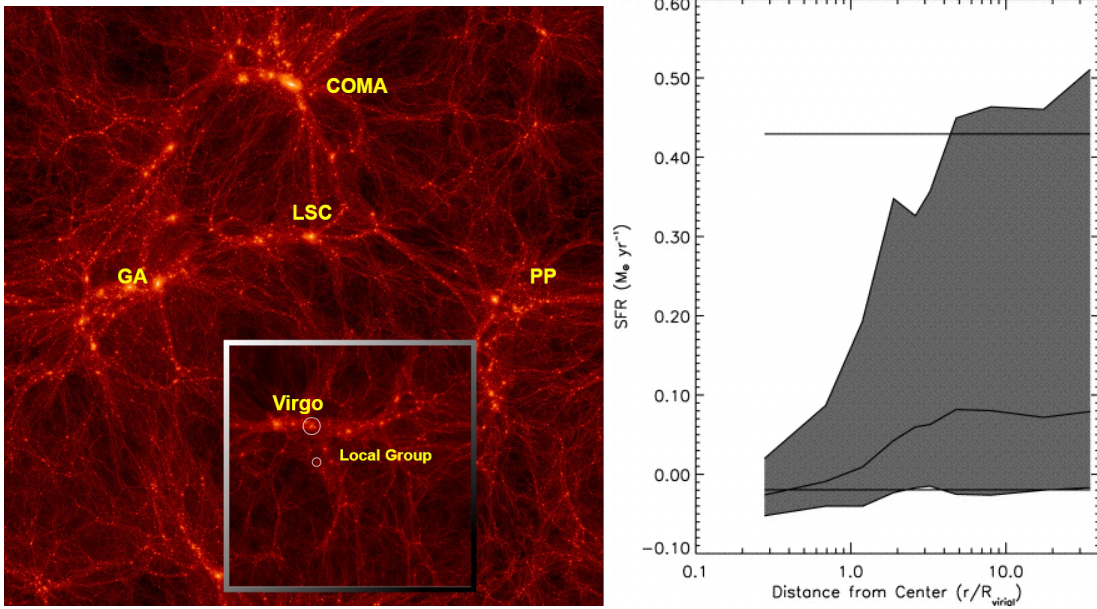 COMA
LSC
GA
PP
Virgo
Local Group
0.60
0.50
0.40
0.30
0.20
0.10
0.00
−0.10
SFR (M⊙ yr⁻¹)
0.1 1.0 10.0
Distance from Center (r/R_virial)